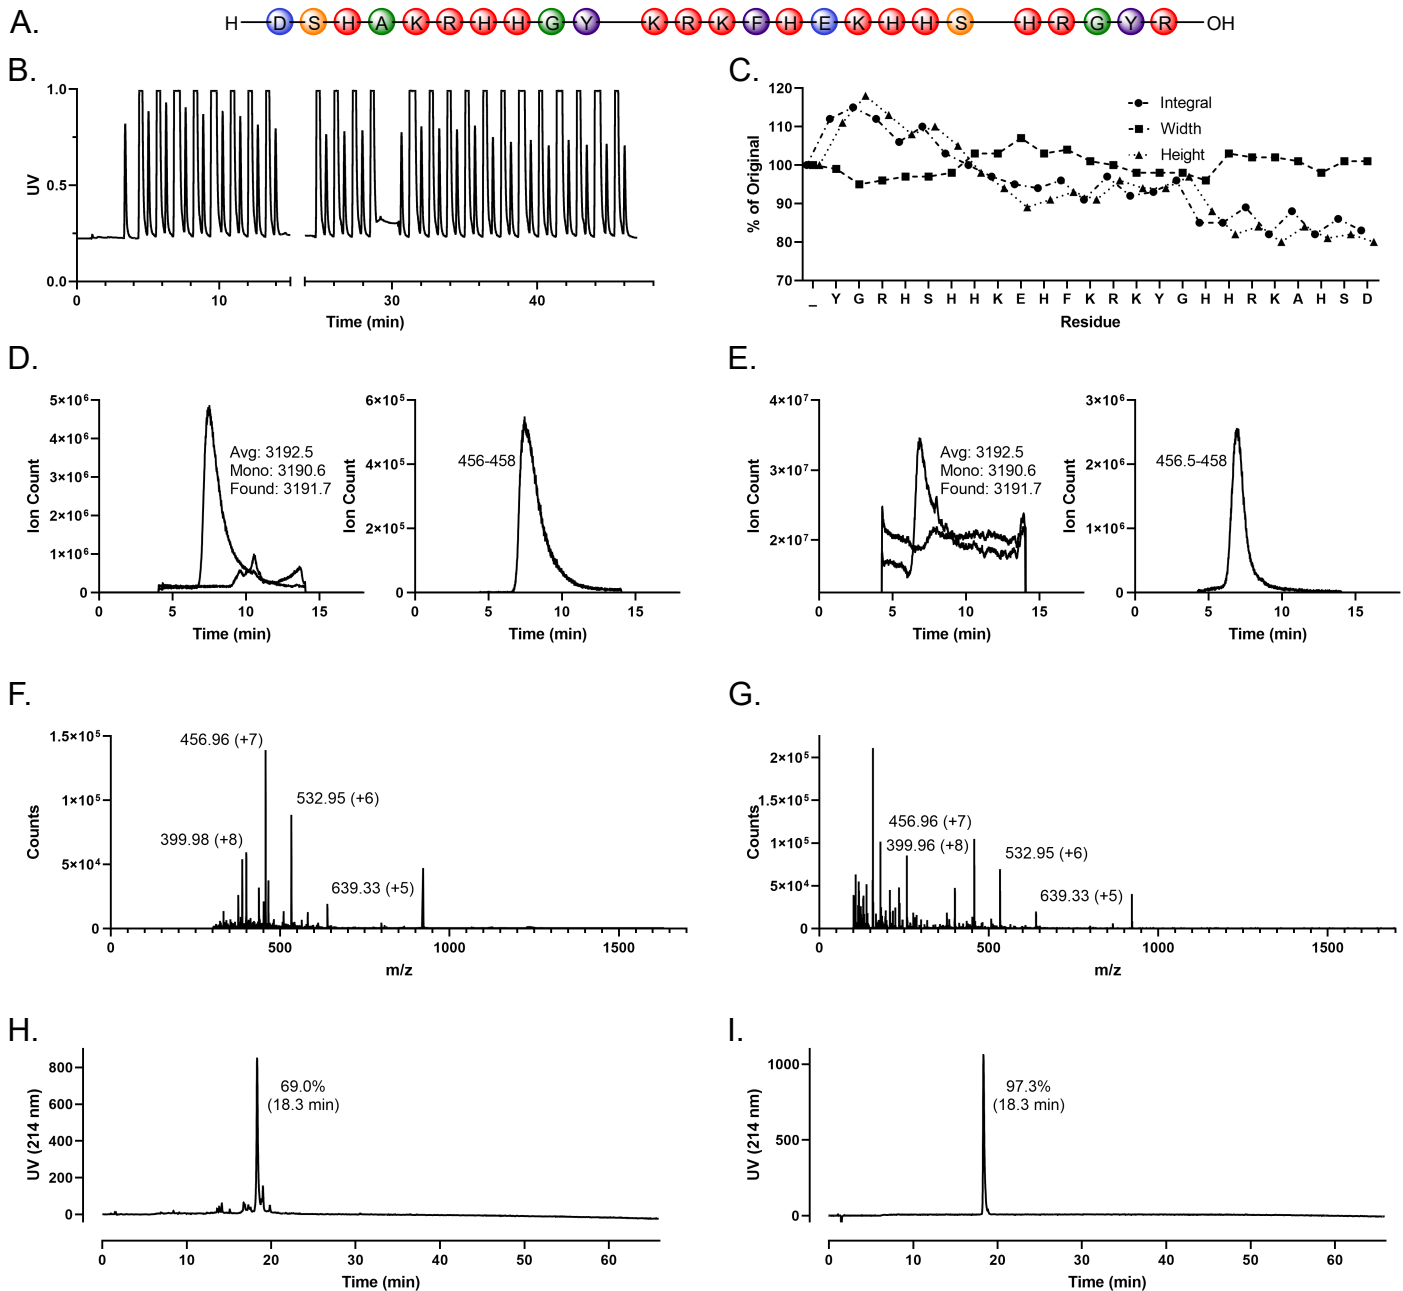 A.
H D S H A K R H H G Y K R K F H E K H H S H R G Y R OH
B.
1.0
0.5
0.0
UV
0 10 30 40
Time (min)
C.
120
110
100
90
80
70
% of Original
Integral
Width
Height
_ Y G R H S H H K E H F K R K Y G H H R K A H S D
Residue
D.
5×10⁶
4×10⁶
3×10⁶
2×10⁶
1×10⁶
0
Ion Count
Avg: 3192.5
Mono: 3190.6
Found: 3191.7
0 5 10 15
Time (min)
6×10⁵
4×10⁵
2×10⁵
0
Ion Count
456-458
0 5 10 15
Time (min)
E.
4×10⁷
3×10⁷
2×10⁷
Ion Count
Avg: 3192.5
Mono: 3190.6
Found: 3191.7
0 5 10 15
Time (min)
3×10⁶
2×10⁶
1×10⁶
0
Ion Count
456.5-458
0 5 10 15
Time (min)
F.
1.5×10⁵
1×10⁵
5×10⁴
0
Counts
456.96 (+7)
532.95 (+6)
399.98 (+8)
639.33 (+5)
0 500 1000 1500
m/z
G.
2×10⁵
1.5×10⁵
1×10⁵
5×10⁴
0
Counts
456.96 (+7)
399.96 (+8)
532.95 (+6)
639.33 (+5)
0 500 1000 1500
m/z
H.
800
600
400
200
0
UV (214 nm)
69.0%
(18.3 min)
0 10 20 30 40 50 60
Time (min)
I.
1000
500
0
UV (214 nm)
97.3%
(18.3 min)
0 10 20 30 40 50 60
Time (min)